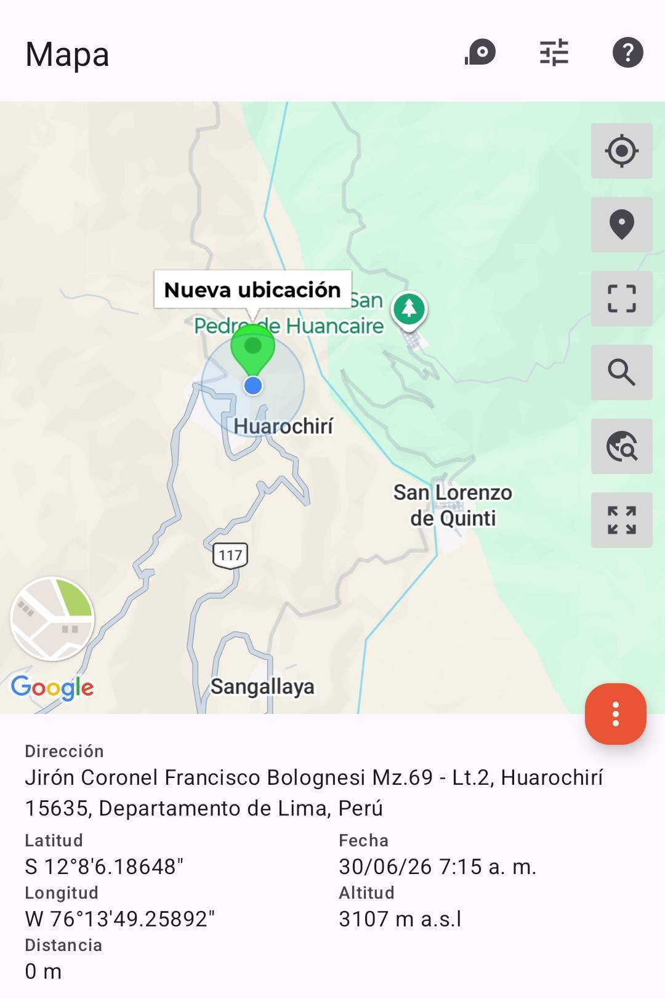 Mapa
Nueva ubicación
San
Pedro de Huancaire
Huarochirí
San Lorenzo
de Quinti
117
Sangallaya
Google
Dirección
Jirón Coronel Francisco Bolognesi Mz.69 - Lt.2, Huarochirí
15635, Departamento de Lima, Perú
Latitud
S 12°8'6.18648"
Fecha
30/06/26 7:15 a. m.
Longitud
W 76°13'49.25892"
Altitud
3107 m a.s.l
Distancia
0 m